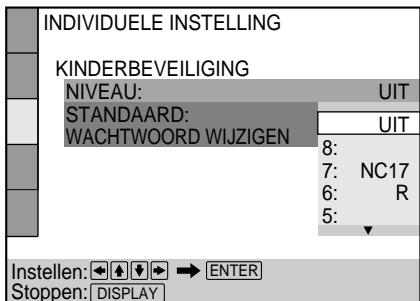 INDIVIDUELE INSTELLING
KINDERBEVEILIGING
NIVEAU: UIT
STANDAARD: UIT
WACHTWOORD WIJZIGEN
8:
7: NC17
6: R
5:
Instellen: ENTER
Stoppen: DISPLAY